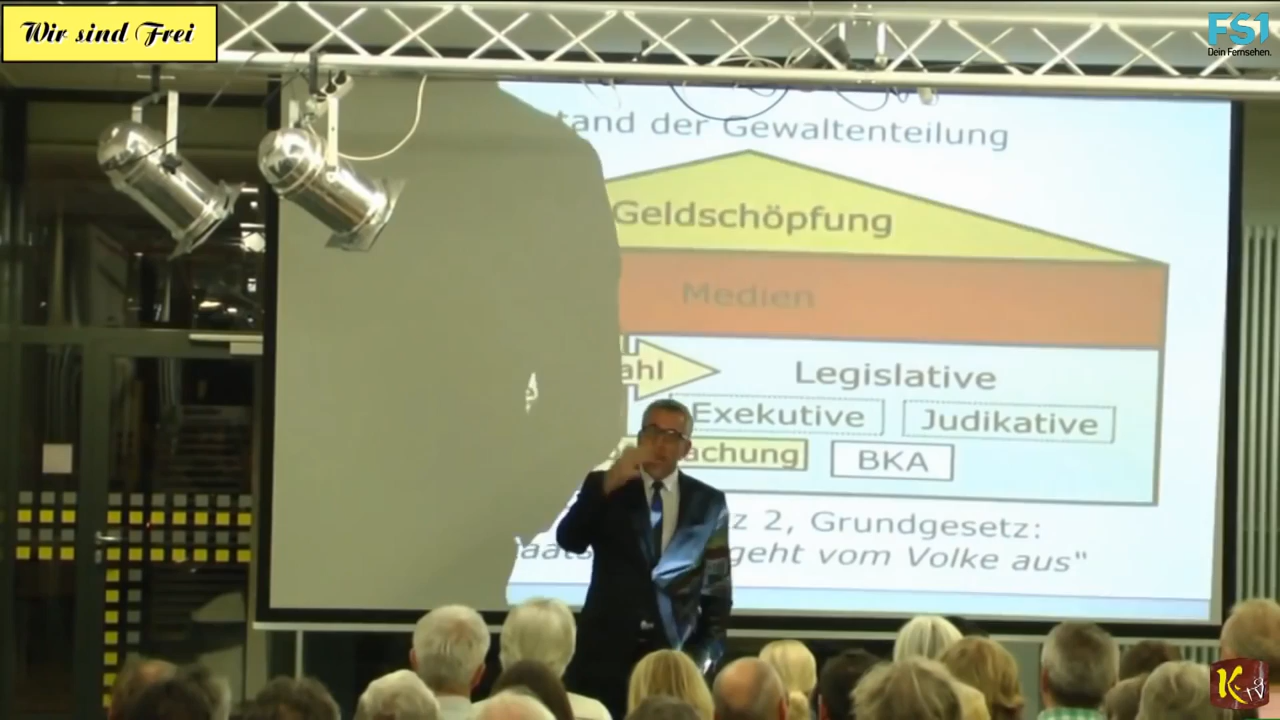 Wir sind Frei
FS1
Dein Fernsehen.
tand der Gewaltenteilung
Geldschöpfung
Medien
ahl
Legislative
Exekutive
Judikative
achung
BKA
z 2, Grundgesetz:
geht vom Volke aus"
K
tv